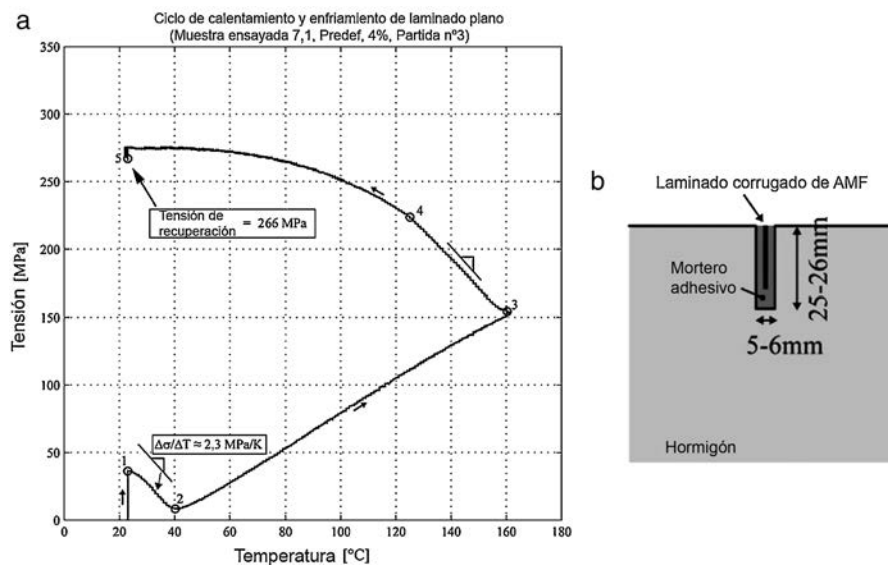 a
Ciclo de calentamiento y enfriamiento de laminado plano
(Muestra ensayada 7,1, Predef, 4%, Partida nº3)
350
300
250
200
150
100
50
0
Tensión [MPa]
5
Tensión de
recuperación = 266 MPa
4
3
Δσ/ΔT ≈ 2,3 MPa/K
1
2
0 20 40 60 80 100 120 140 160 180
Temperatura [°C]
b
Laminado corrugado de AMF
Mortero
adhesivo
25-26mm
5-6mm
Hormigón